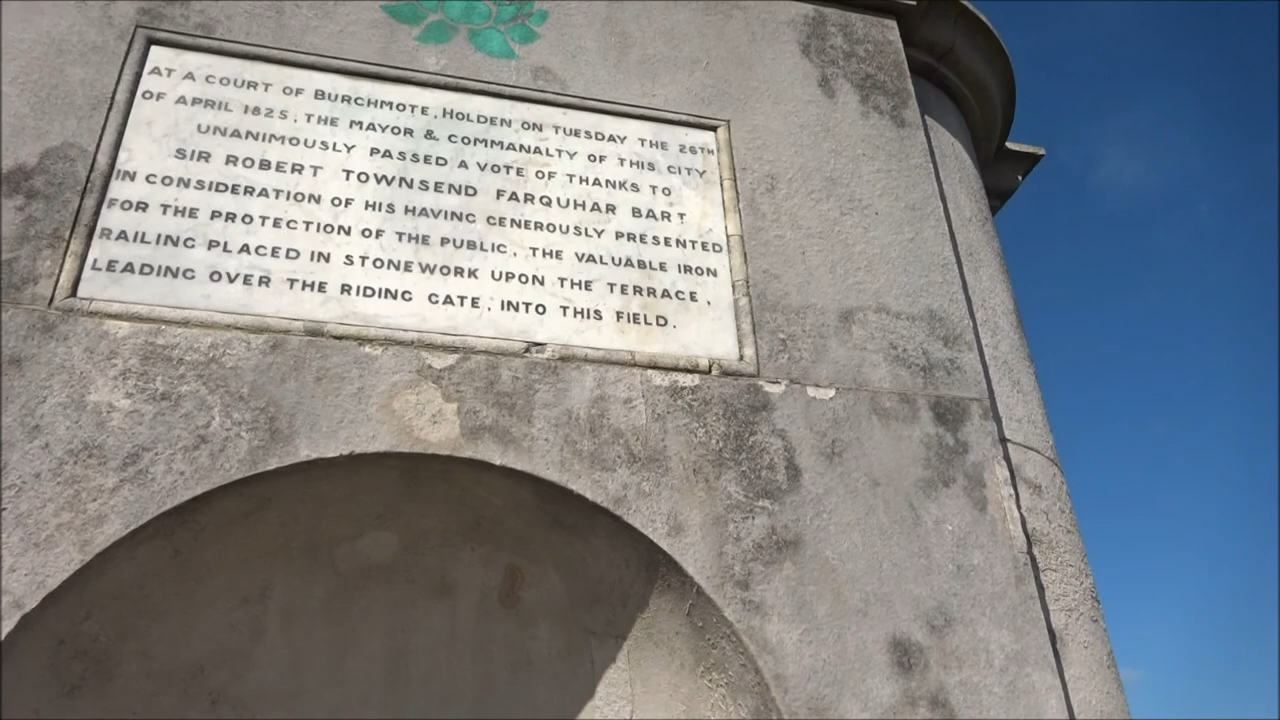 AT A COURT OF BURCHMOTE, HOLDEN ON TUESDAY THE 26TH
OF APRIL 1825, THE MAYOR & COMMANALTY OF THIS CITY
UNANIMOUSLY PASSED A VOTE OF THANKS TO
SIR ROBERT TOWNSEND FARQUHAR BART
IN CONSIDERATION OF HIS HAVING GENEROUSLY PRESENTED
FOR THE PROTECTION OF THE PUBLIC, THE VALUABLE IRON
RAILING PLACED IN STONEWORK UPON THE TERRACE,
LEADING OVER THE RIDING GATE, INTO THIS FIELD.